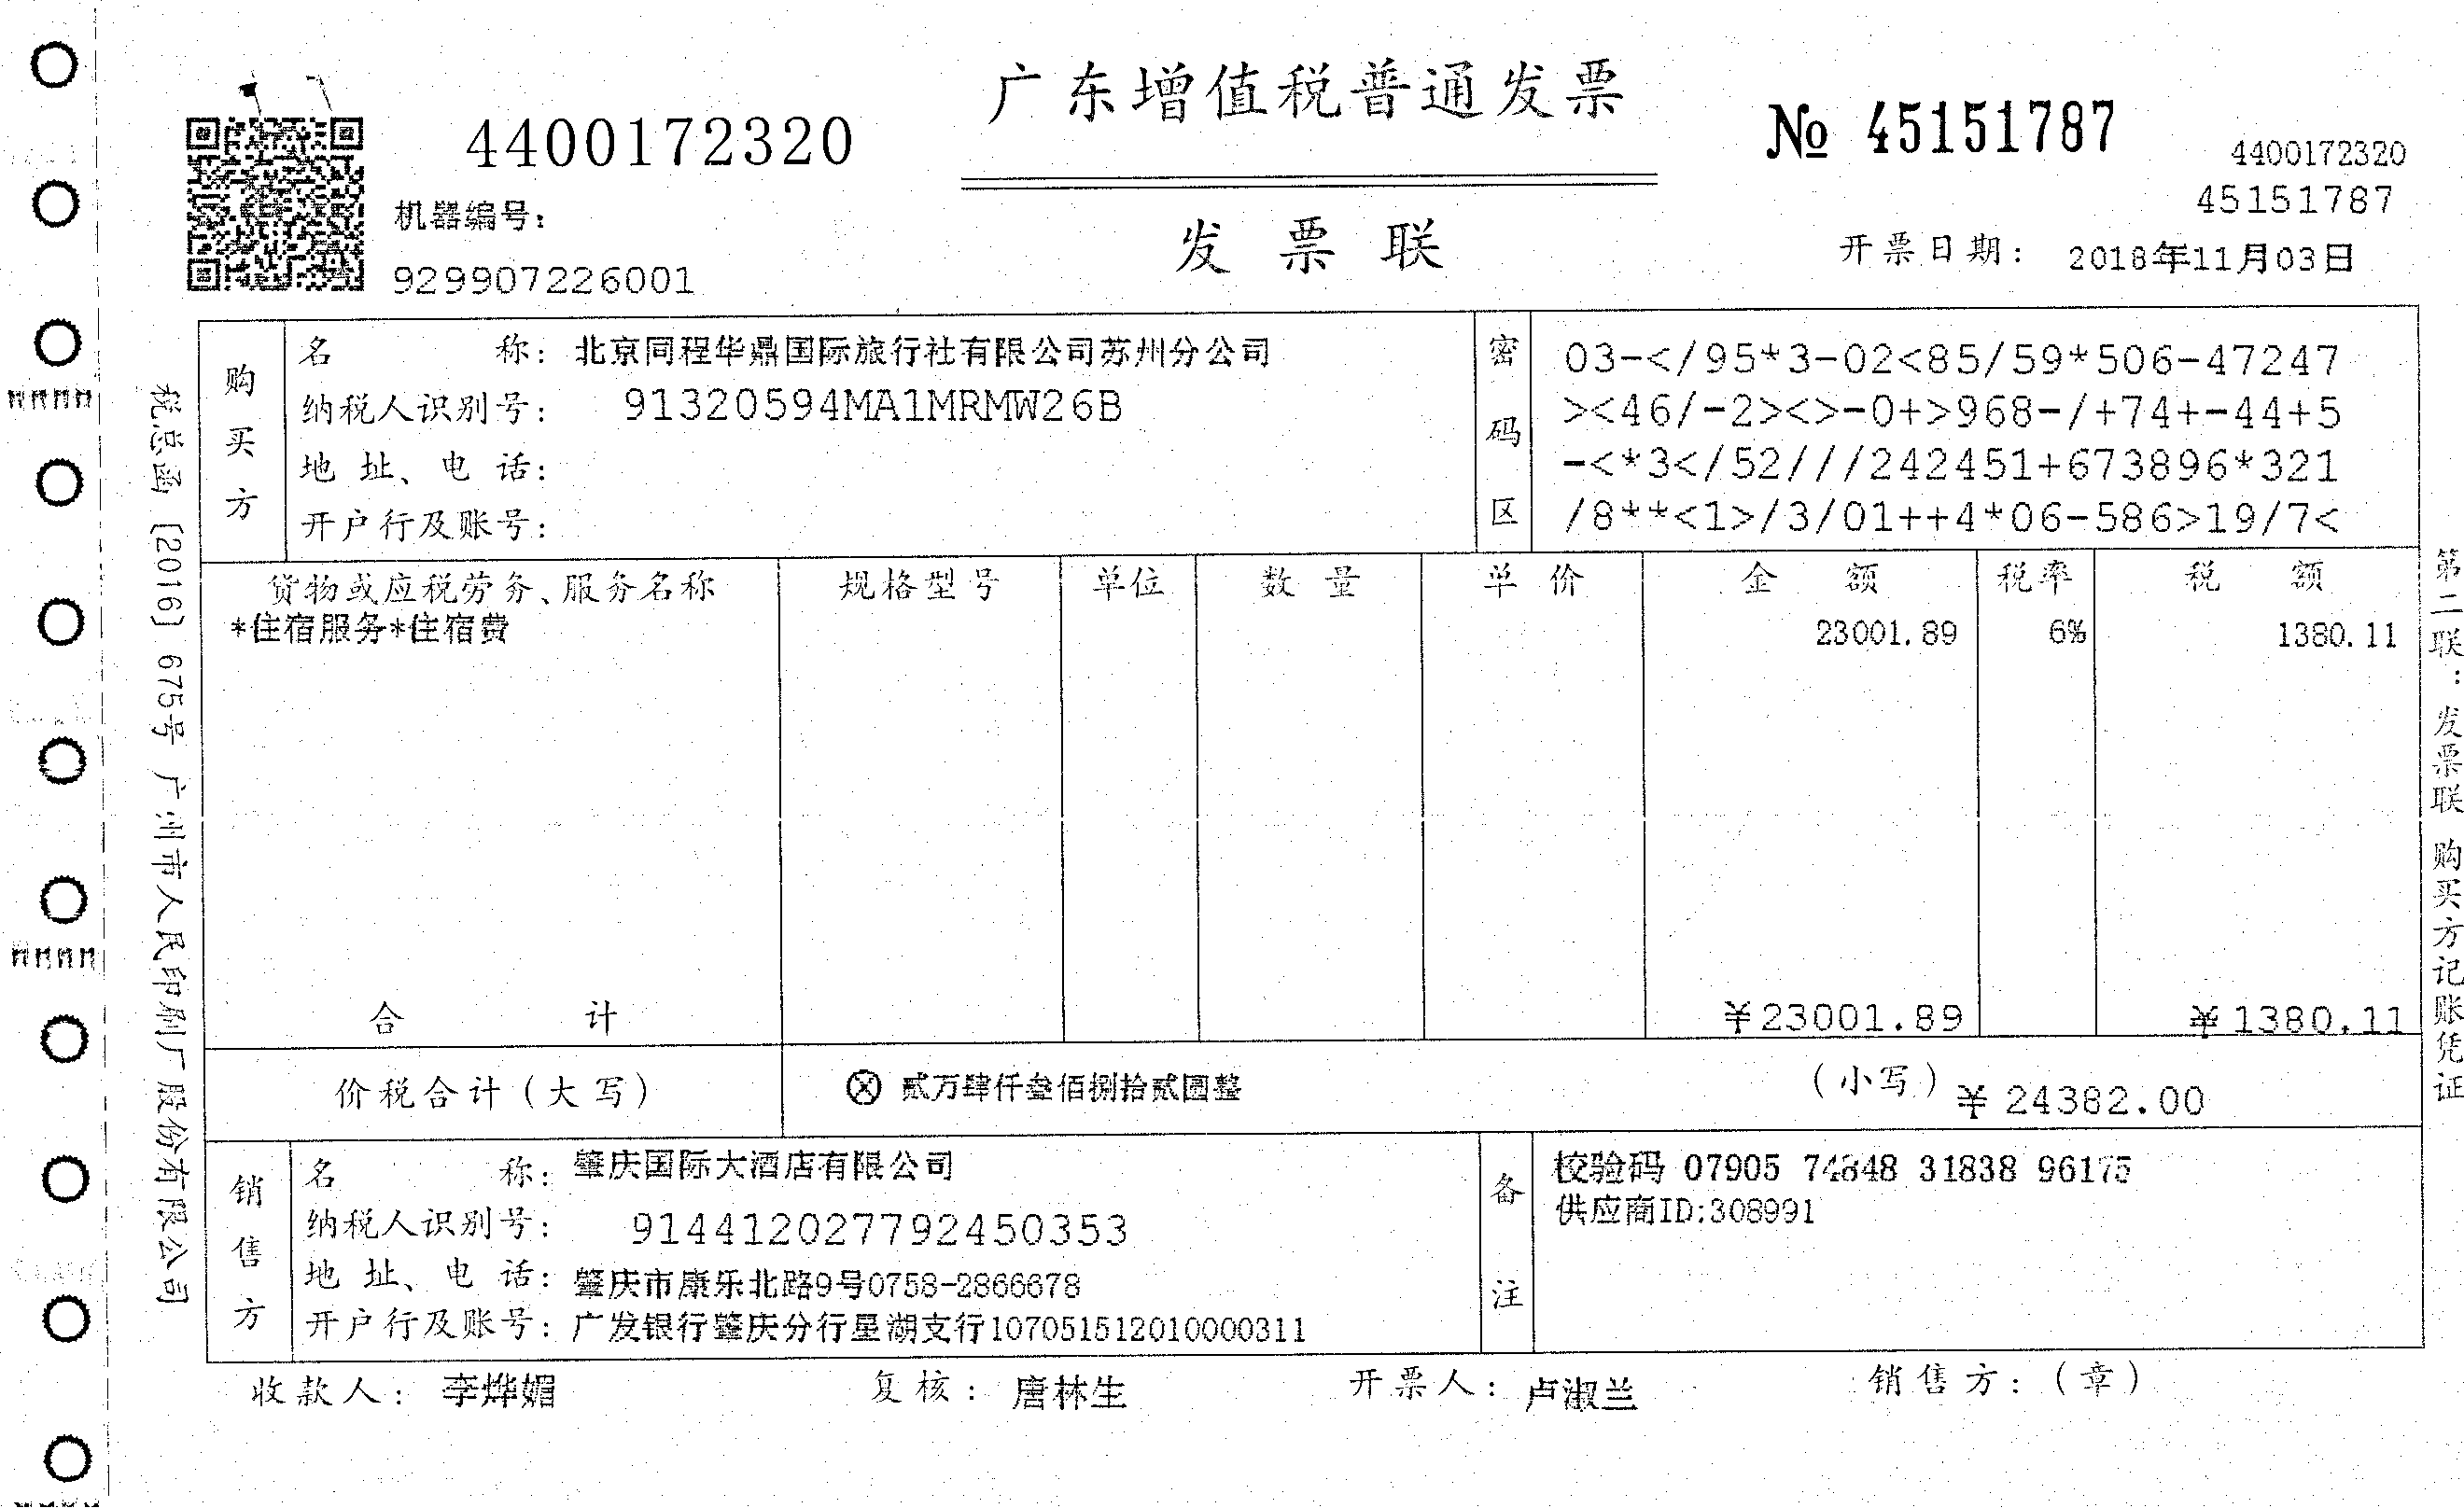 广东增值税普通发票
4400172320
№ 45151787
4400172320
45151787
机器编号：
929907226001
发票联
开票日期： 2018年11月03日
税总函〔2016〕675号 广州市人民印刷厂股份有限公司
购买方
名称：北京同程华鼎国际旅行社有限公司苏州分公司
纳税人识别号：91320594MA1MRMW26B
地址、电话：
开户行及账号：
密码区
03-</95*3-02<85/59*506-47247
><46/-2><>-0+>968-/+74+-44+5
-<*3</52///242451+673896*321
/8**<1>/3/01++4*06-586>19/7<
货物或应税劳务、服务名称 规格型号 单位 数量 单价 金额 税率 税额
*住宿服务*住宿费 23001.89 6% 1380.11
合计 ¥23001.89 ¥1380.11
价税合计（大写） ⊗ 贰万肆仟叁佰捌拾贰圆整 （小写）¥24382.00
销售方
名称：肇庆国际大酒店有限公司
纳税人识别号：914412027792450353
地址、电话：肇庆市康乐北路9号0758-2866678
开户行及账号：广发银行肇庆分行星湖支行107051512010000311
备注
校验码 07905 74848 31838 96175
供应商ID:308991
收款人：李烨媚 复核：唐林生 开票人：卢淑兰 销售方：（章）
第二联：发票联 购买方记账凭证